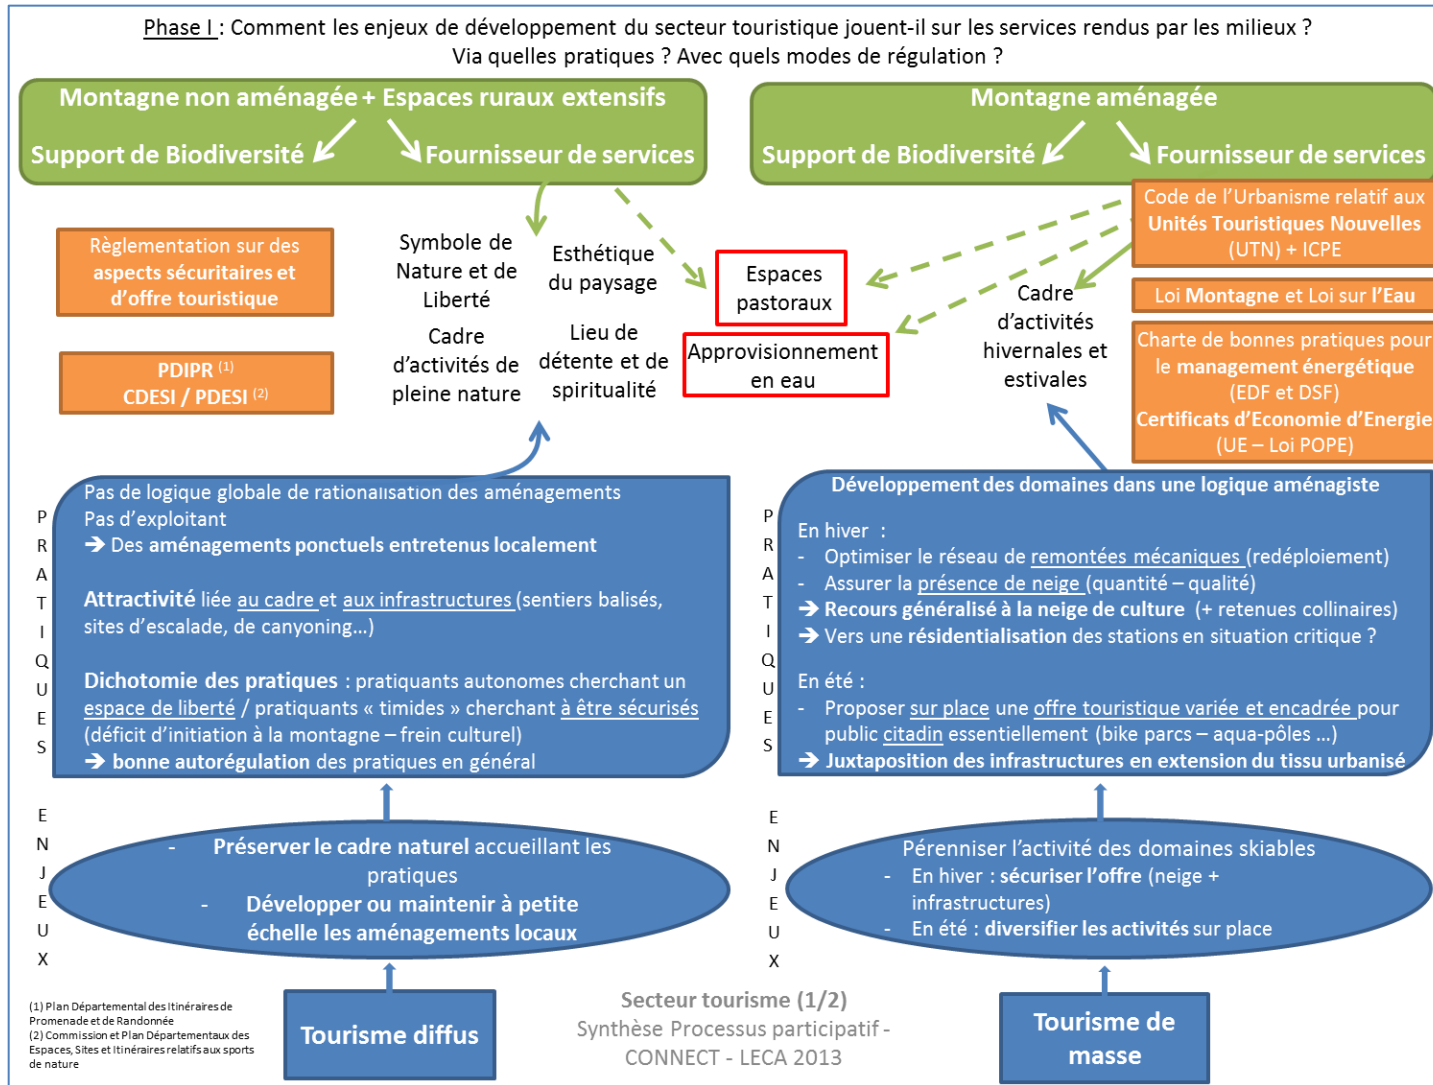 Phase I : Comment les enjeux de développement du secteur touristique jouent-il sur les services rendus par les milieux ?
Via quelles pratiques ? Avec quels modes de régulation ?
Montagne non aménagée + Espaces ruraux extensifs
Support de Biodiversité
Fournisseur de services
Montagne aménagée
Support de Biodiversité
Fournisseur de services
Règlementation sur des
aspects sécuritaires et
d'offre touristique
PDIPR (1)
CDESI / PDESI (2)
Symbole de
Nature et de
Liberté
Esthétique
du paysage
Cadre
d'activités de
pleine nature
Lieu de
détente et de
spiritualité
Espaces
pastoraux
Approvisionnement
en eau
Cadre
d'activités
hivernales et
estivales
Code de l'Urbanisme relatif aux
Unités Touristiques Nouvelles
(UTN) + ICPE
Loi Montagne et Loi sur l'Eau
Charte de bonnes pratiques pour
le management énergétique
(EDF et DSF)
Certificats d'Economie d'Energie
(UE – Loi POPE)
PRATIQUES
Pas de logique globale de rationalisation des aménagements
Pas d'exploitant
➔ Des aménagements ponctuels entretenus localement
Attractivité liée au cadre et aux infrastructures (sentiers balisés,
sites d'escalade, de canyoning…)
Dichotomie des pratiques : pratiquants autonomes cherchant un
espace de liberté / pratiquants « timides » cherchant à être sécurisés
(déficit d'initiation à la montagne – frein culturel)
➔ bonne autorégulation des pratiques en général
PRATIQUES
Développement des domaines dans une logique aménagiste
En hiver :
- Optimiser le réseau de remontées mécaniques (redéploiement)
- Assurer la présence de neige (quantité – qualité)
➔ Recours généralisé à la neige de culture (+ retenues collinaires)
➔ Vers une résidentialisation des stations en situation critique ?
En été :
- Proposer sur place une offre touristique variée et encadrée pour
public citadin essentiellement (bike parcs – aqua-pôles …)
➔ Juxtaposition des infrastructures en extension du tissu urbanisé
ENJEUX
- Préserver le cadre naturel accueillant les
pratiques
- Développer ou maintenir à petite
échelle les aménagements locaux
ENJEUX
Pérenniser l'activité des domaines skiables
- En hiver : sécuriser l'offre (neige +
infrastructures)
- En été : diversifier les activités sur place
(1) Plan Départemental des Itinéraires de
Promenade et de Randonnée
(2) Commission et Plan Départementaux des
Espaces, Sites et Itinéraires relatifs aux sports
de nature
Tourisme diffus
Secteur tourisme (1/2)
Synthèse Processus participatif -
CONNECT - LECA 2013
Tourisme de
masse